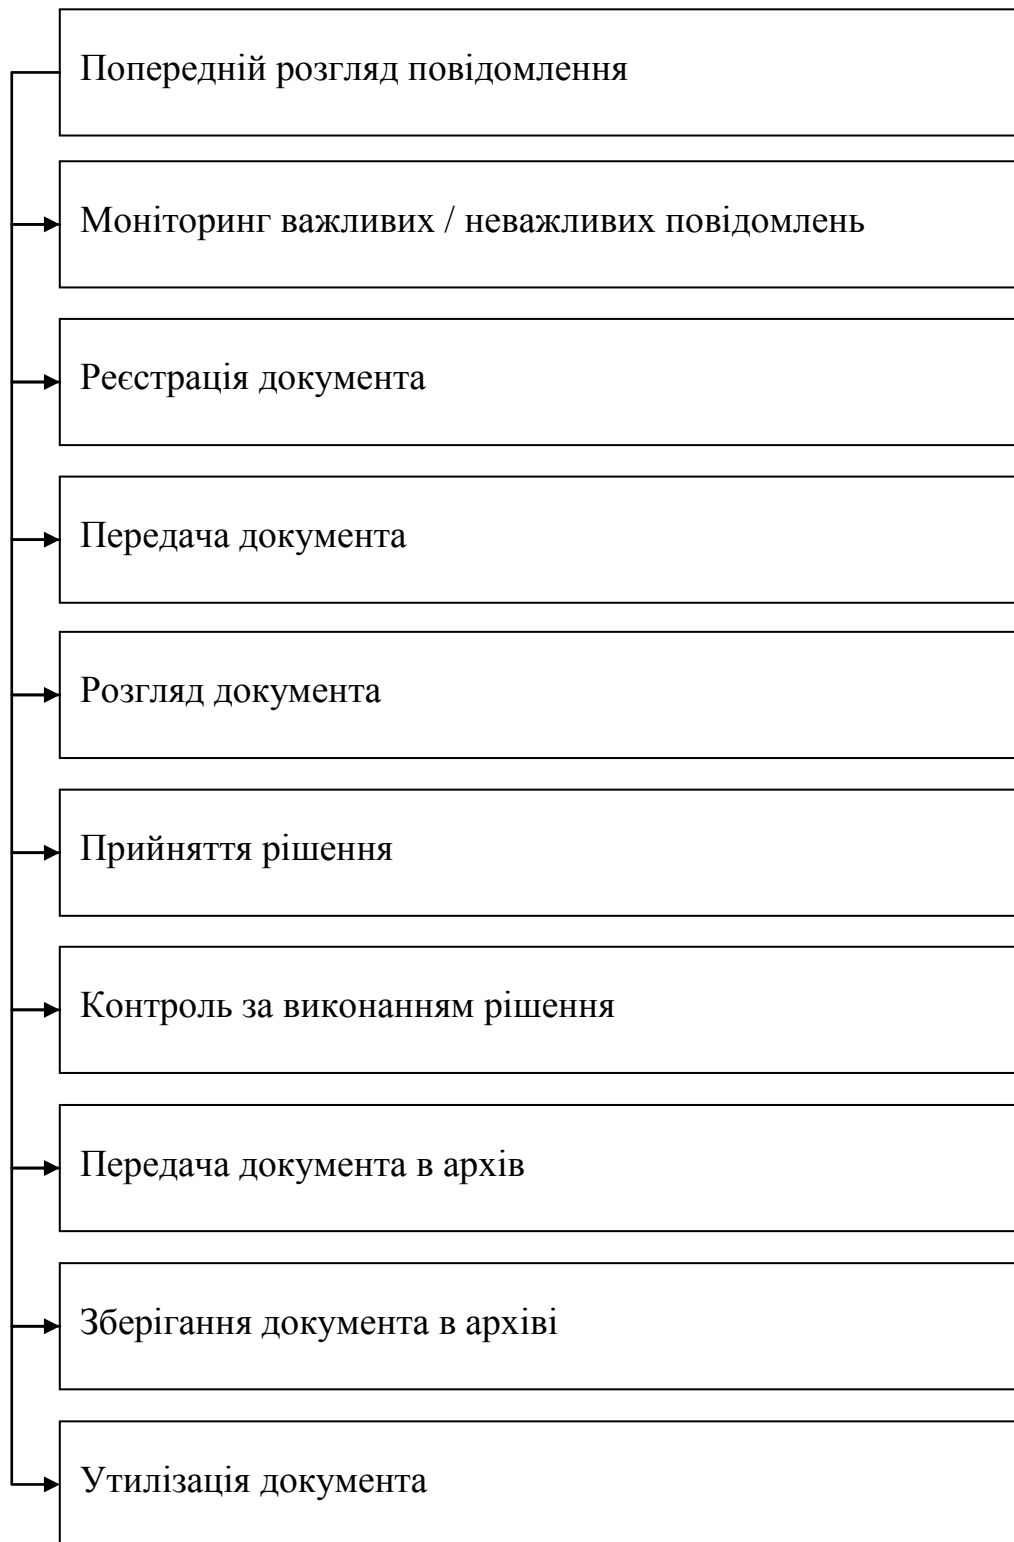 Попередній розгляд повідомлення
Моніторинг важливих / неважливих повідомлень
Реєстрація документа
Передача документа
Розгляд документа
Прийняття рішення
Контроль за виконанням рішення
Передача документа в архів
Зберігання документа в архіві
Утилізація документа